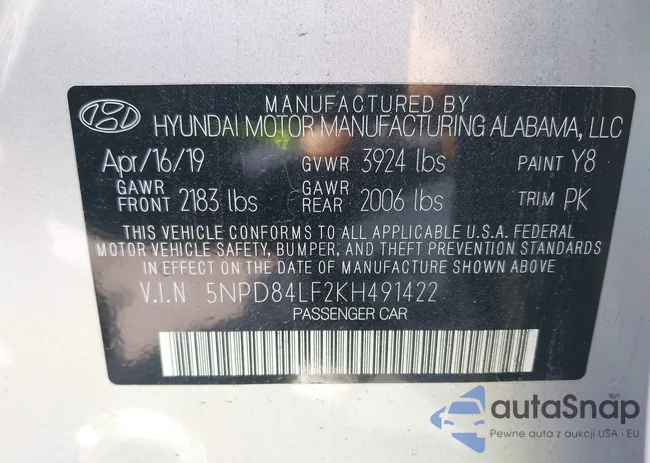 MANUFACTURED BY
HYUNDAI MOTOR MANUFACTURING ALABAMA, LLC
Apr/16/19 GVWR 3924 lbs PAINT Y8
GAWR FRONT 2183 lbs GAWR REAR 2006 lbs TRIM PK
THIS VEHICLE CONFORMS TO ALL APPLICABLE U.S.A. FEDERAL
MOTOR VEHICLE SAFETY, BUMPER, AND THEFT PREVENTION STANDARDS
IN EFFECT ON THE DATE OF MANUFACTURE SHOWN ABOVE
V.I.N 5NPD84LF2KH491422
PASSENGER CAR
autaSnap
Pewne auta z aukcji USA i EU